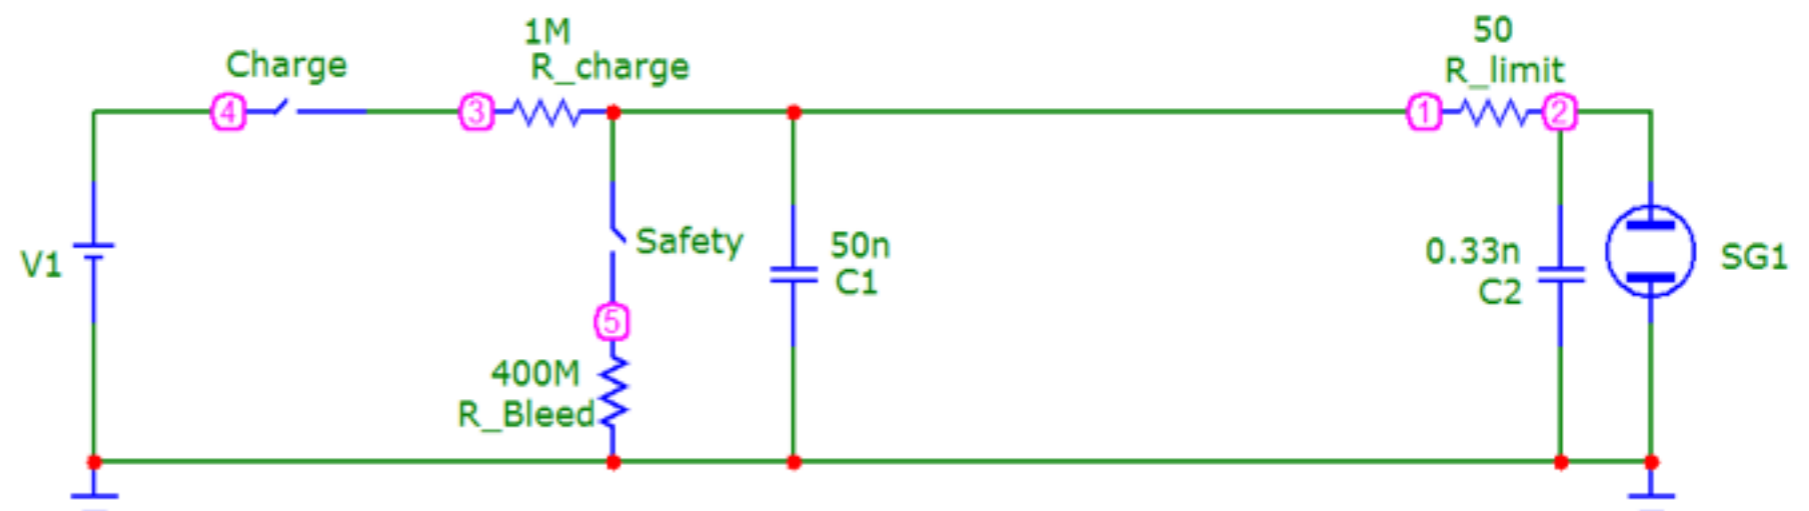 1M
Charge
R_charge
50
R_limit
4
3
1
2
V1
Safety
50n
C1
0.33n
C2
SG1
5
400M
R_Bleed